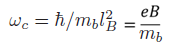 ω_c = ħ/m_b l_B^2 = eB/m_b